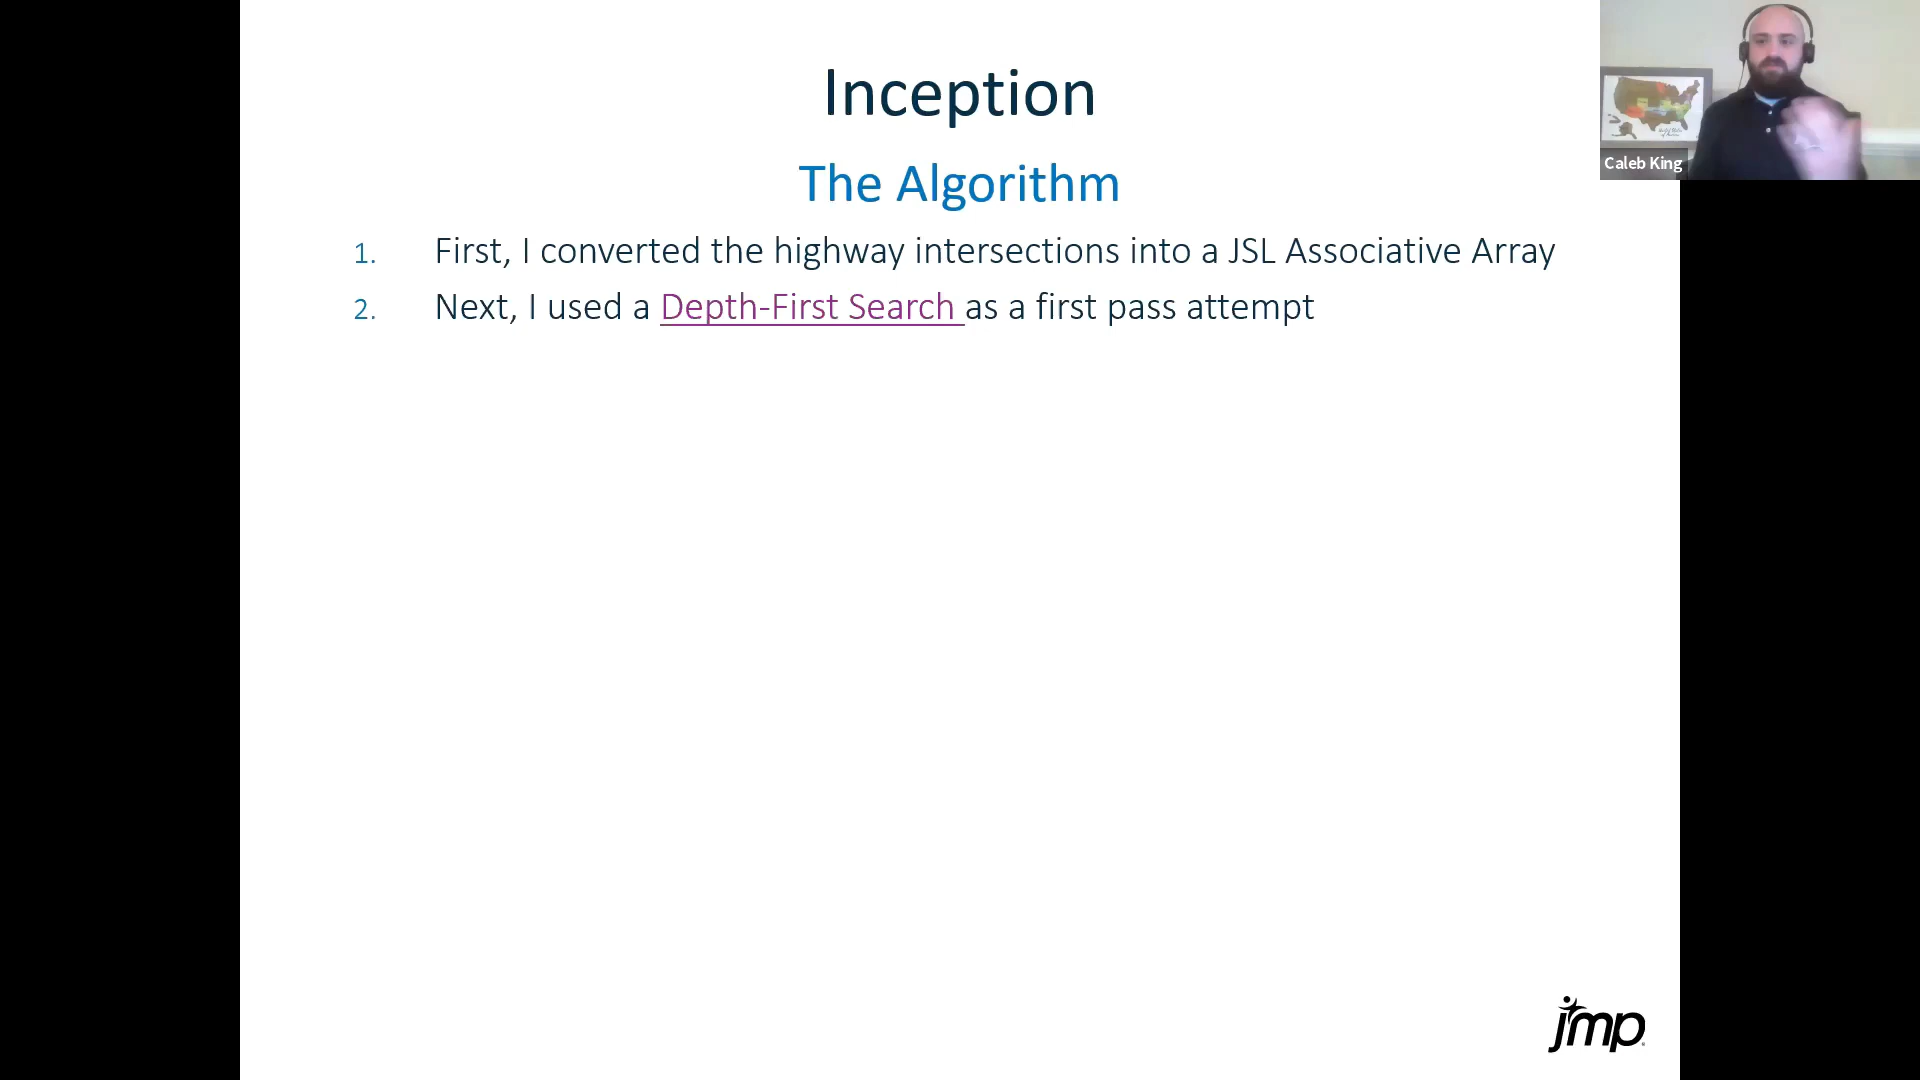 Inception
The Algorithm
1. First, I converted the highway intersections into a JSL Associative Array
2. Next, I used a Depth-First Search as a first pass attempt
Caleb King
jmp